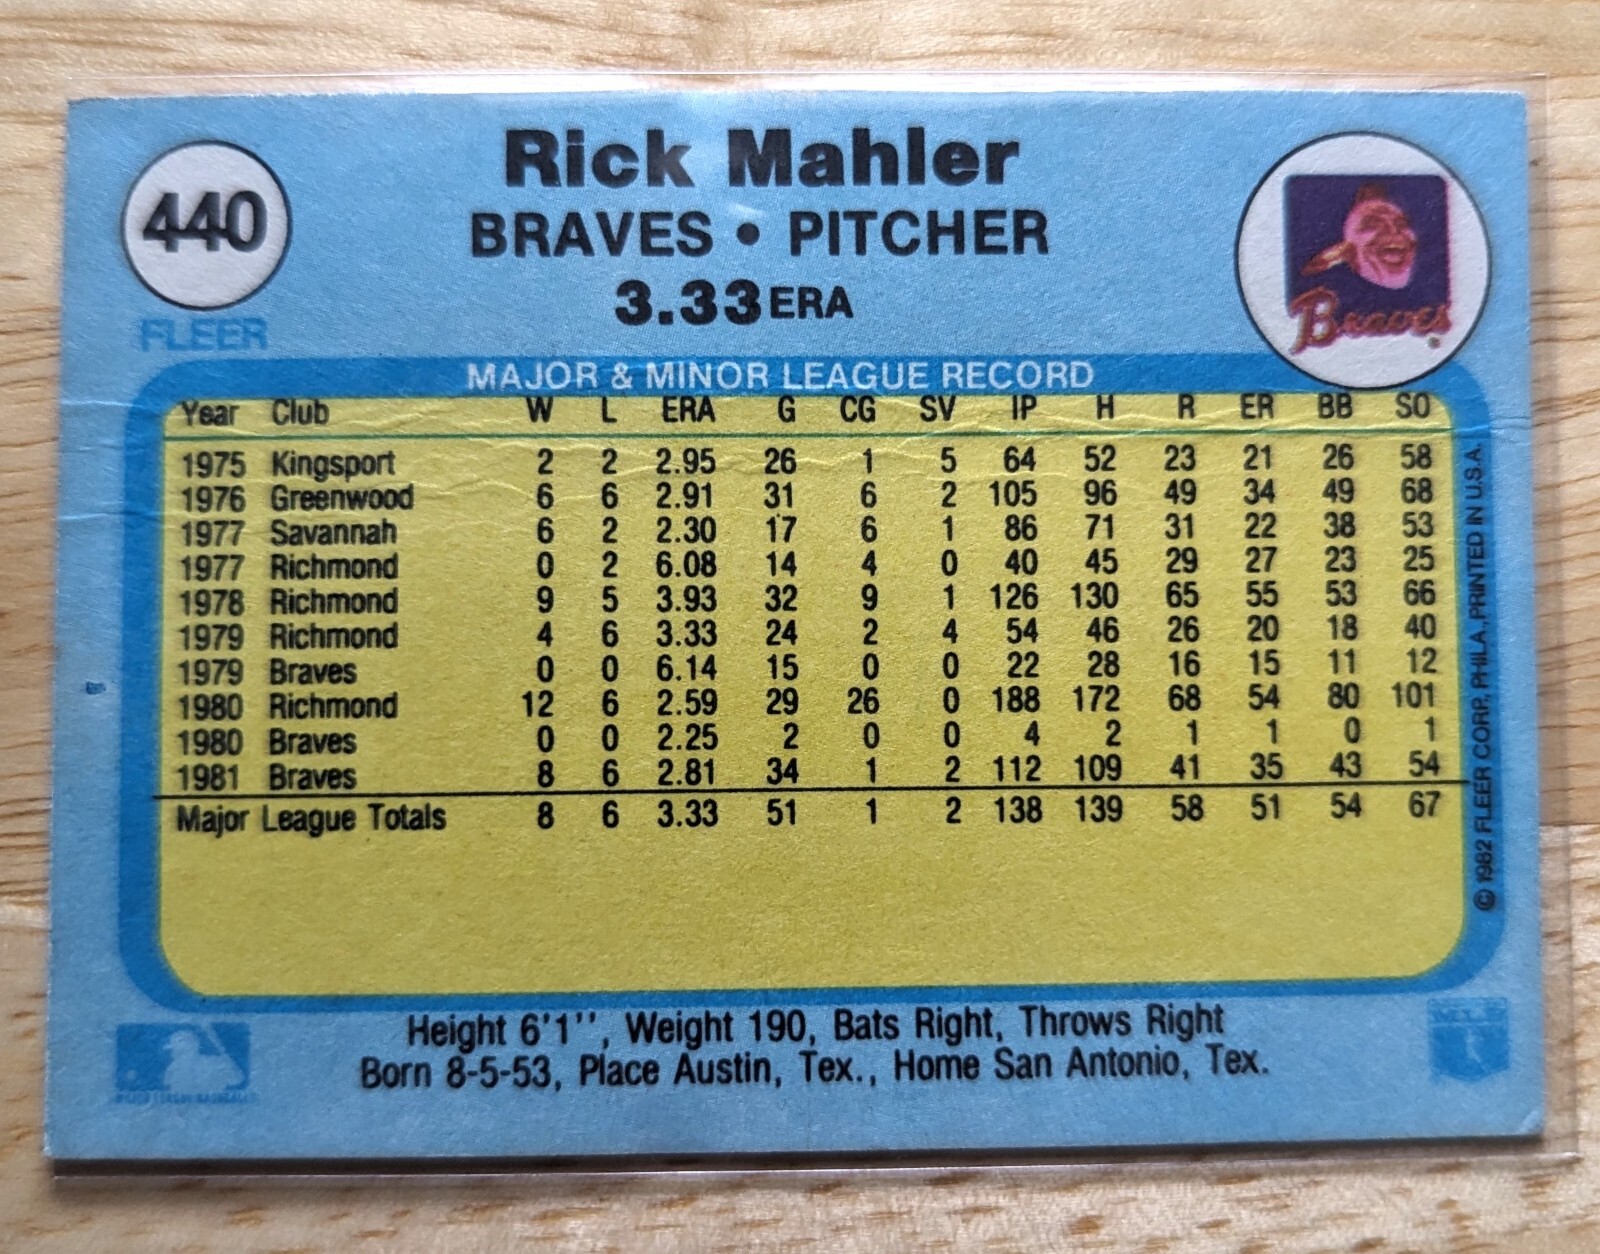 Rick Mahler
440
BRAVES • PITCHER
3.33 ERA
FLEER
Braves
MAJOR & MINOR LEAGUE RECORD
Year Club W L ERA G CG SV IP H R ER BB SO
1975 Kingsport 2 2 2.95 26 1 5 64 52 23 21 26 58
1976 Greenwood 6 6 2.91 31 6 2 105 96 49 34 49 68
1977 Savannah 6 2 2.30 17 6 1 86 71 31 22 38 53
1977 Richmond 0 2 6.08 14 4 0 40 45 29 27 23 25
1978 Richmond 9 5 3.93 32 9 1 126 130 65 55 53 66
1979 Richmond 4 6 3.33 24 2 4 54 46 26 20 18 40
1979 Braves 0 0 6.14 15 0 0 22 28 16 15 11 12
1980 Richmond 12 6 2.59 29 26 0 188 172 68 54 80 101
1980 Braves 0 0 2.25 2 0 0 4 2 1 1 0 1
1981 Braves 8 6 2.81 34 1 2 112 109 41 35 43 54
Major League Totals 8 6 3.33 51 1 2 138 139 58 51 54 67
© 1982 FLEER CORP., PHILA., PRINTED IN U.S.A.
Height 6'1'', Weight 190, Bats Right, Throws Right
Born 8-5-53, Place Austin, Tex., Home San Antonio, Tex.
MAJOR LEAGUE BASEBALL